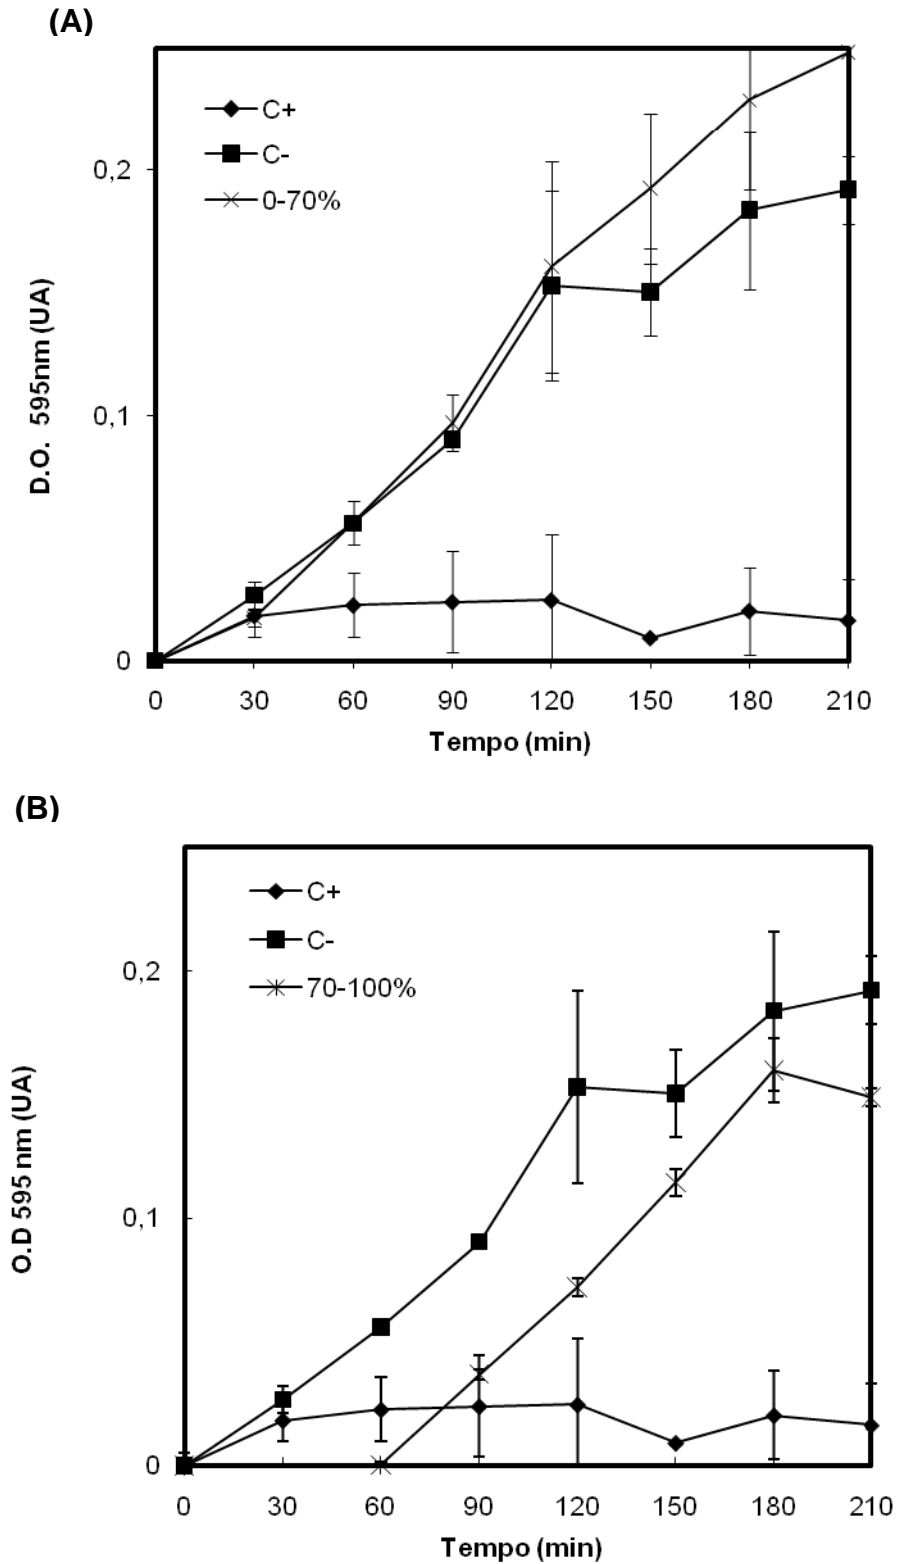 (A)
C+
C-
0-70%
0,2
0,1
0
D.O. 595nm (UA)
0 30 60 90 120 150 180 210
Tempo (min)
(B)
C+
C-
70-100%
0,2
0,1
0
O.D 595 nm (UA)
0 30 60 90 120 150 180 210
Tempo (min)